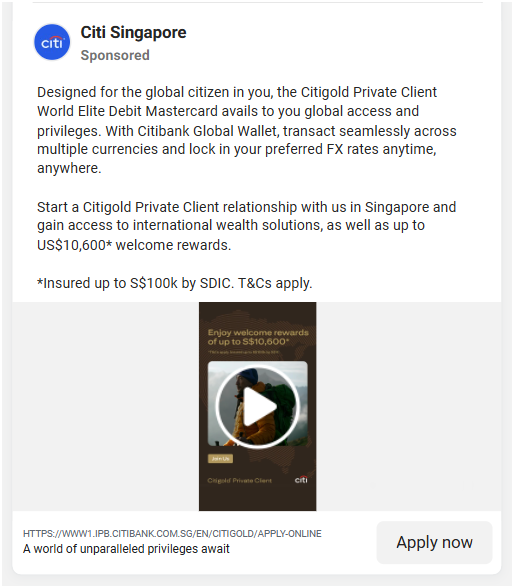 Citi Singapore
Sponsored
citi
Designed for the global citizen in you, the Citigold Private Client
World Elite Debit Mastercard avails to you global access and
privileges. With Citibank Global Wallet, transact seamlessly across
multiple currencies and lock in your preferred FX rates anytime,
anywhere.
Start a Citigold Private Client relationship with us in Singapore and
gain access to international wealth solutions, as well as up to
US$10,600* welcome rewards.
*Insured up to S$100k by SDIC. T&Cs apply.
Enjoy welcome rewards
of up to S$10,600*
Join Us
Citigold Private Client
citi
HTTPS://WWW1.IPB.CITIBANK.COM.SG/EN/CITIGOLD/APPLY-ONLINE
A world of unparalleled privileges await
Apply now